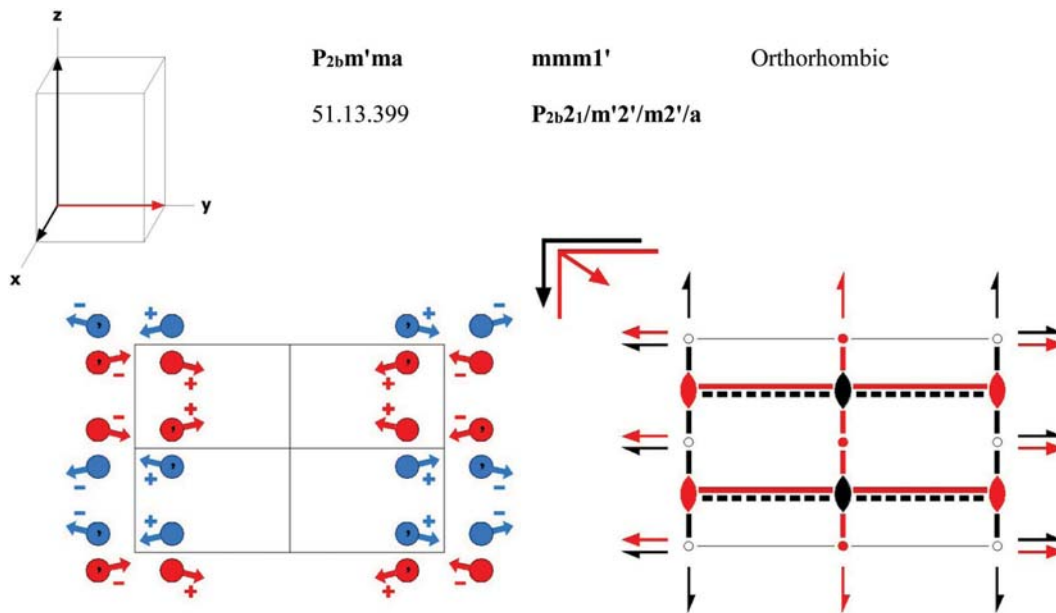 z
y
x
P2bm'ma mmm1' Orthorhombic
51.13.399 P2b21/m'2'/m2'/a
- + + -
- + + -
- + + -
- + + -
- + + -
- + + -